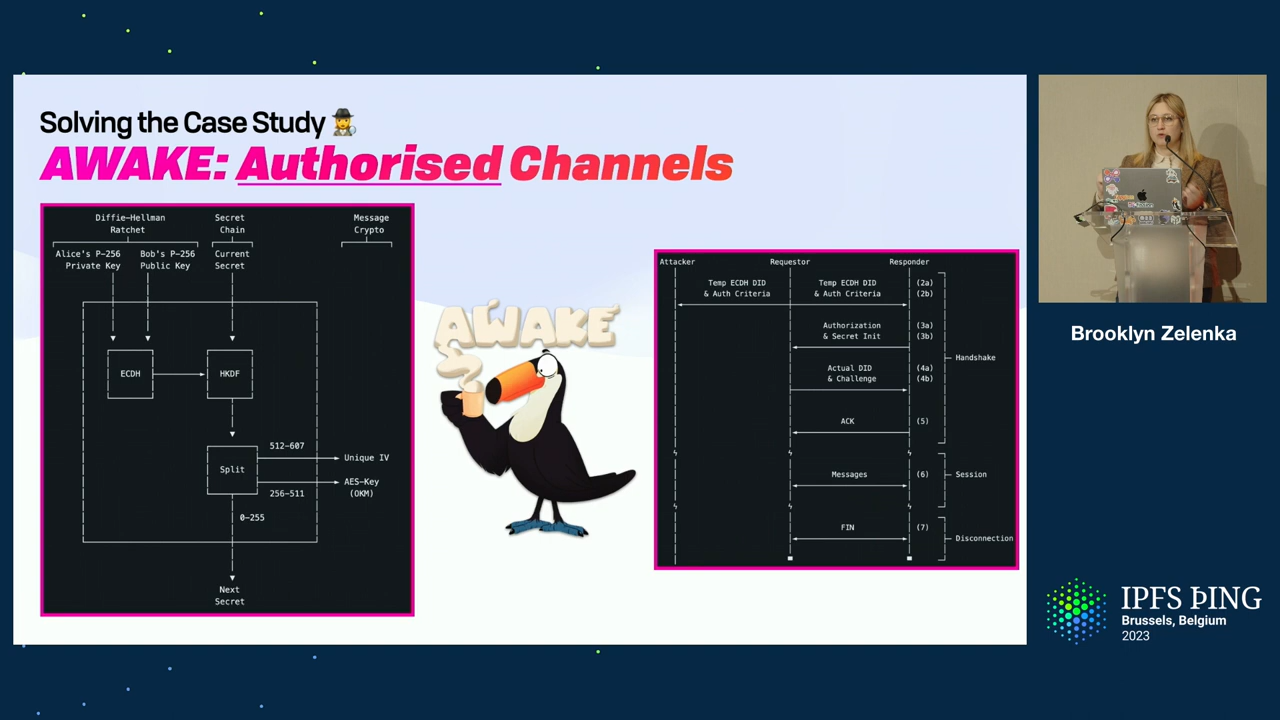 Solving the Case Study
AWAKE: Authorised Channels
Diffie-Hellman
Ratchet
Secret
Chain
Message
Crypto
Alice's P-256
Private Key
Bob's P-256
Public Key
Current
Secret
ECDH
HKDF
Split
512-607
Unique IV
256-511
AES-Key
(OKM)
0-255
Next
Secret
AWAKE
Attacker
Requestor
Responder
Temp ECDH DID
& Auth Criteria
Temp ECDH DID
& Auth Criteria
(2a)
(2b)
Authorization
& Secret Init
(3a)
(3b)
Handshake
Actual DID
& Challenge
(4a)
(4b)
ACK
(5)
Messages
(6)
Session
FIN
(7)
Disconnection
Brooklyn Zelenka
IPFS ÞING
Brussels, Belgium
2023